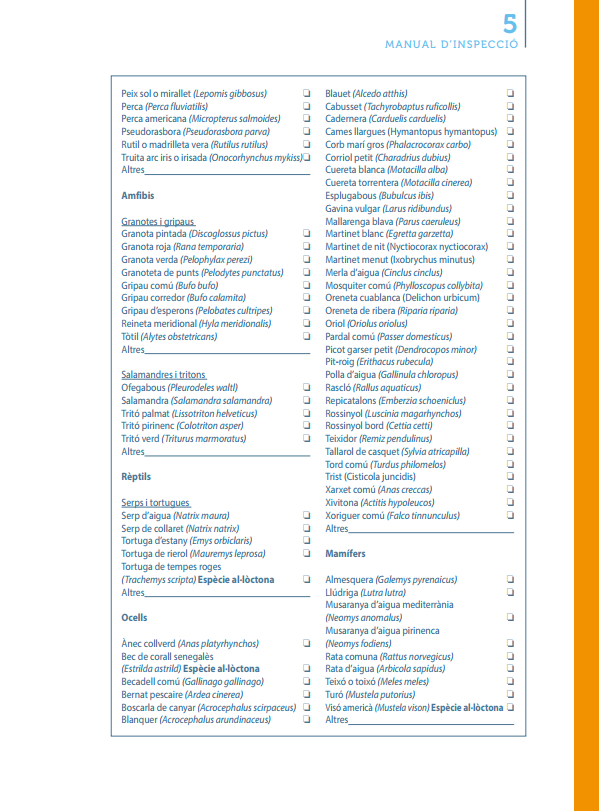 5
MANUAL D'INSPECCIÓ
Peix sol o mirallet (Lepomis gibbosus) ❏
Perca (Perca fluviatilis) ❏
Perca americana (Micropterus salmoides) ❏
Pseudorasbora (Pseudorasbora parva) ❏
Rutil o madrilleta vera (Rutilus rutilus) ❏
Truita arc iris o irisada (Onocorhynchus mykiss) ❏
Altres
Amfibis
Granotes i gripaus
Granota pintada (Discoglossus pictus) ❏
Granota roja (Rana temporaria) ❏
Granota verda (Pelophylax perezi) ❏
Granoteta de punts (Pelodytes punctatus) ❏
Gripau comú (Bufo bufo) ❏
Gripau corredor (Bufo calamita) ❏
Gripau d'esperons (Pelobates cultripes) ❏
Reineta meridional (Hyla meridionalis) ❏
Tòtil (Alytes obstetricans) ❏
Altres
Salamandres i tritons
Ofegabous (Pleurodeles waltl) ❏
Salamandra (Salamandra salamandra) ❏
Tritó palmat (Lissotriton helveticus) ❏
Tritó pirinenc (Colotriton asper) ❏
Tritó verd (Triturus marmoratus) ❏
Altres
Rèptils
Serps i tortugues
Serp d'aigua (Natrix maura) ❏
Serp de collaret (Natrix natrix) ❏
Tortuga d'estany (Emys orbiclaris) ❏
Tortuga de rierol (Mauremys leprosa) ❏
Tortuga de tempes roges
(Trachemys scripta) Espècie al·lòctona ❏
Altres
Ocells
Ànec collverd (Anas platyrhynchos) ❏
Bec de corall senegalès
(Estrilda astrild) Espècie al·lòctona ❏
Becadell comú (Gallinago gallinago) ❏
Bernat pescaire (Ardea cinerea) ❏
Boscarla de canyar (Acrocephalus scirpaceus) ❏
Blanquer (Acrocephalus arundinaceus) ❏
Blauet (Alcedo atthis) ❏
Cabusset (Tachyrobaptus ruficollis) ❏
Cadernera (Carduelis carduelis) ❏
Cames llargues (Hymantopus hymantopus) ❏
Corb marí gros (Phalacrocorax carbo) ❏
Corriol petit (Charadrius dubius) ❏
Cuereta blanca (Motacilla alba) ❏
Cuereta torrentera (Motacilla cinerea) ❏
Esplugabous (Bubulcus ibis) ❏
Gavina vulgar (Larus ridibundus) ❏
Mallarenga blava (Parus caeruleus) ❏
Martinet blanc (Egretta garzetta) ❏
Martinet de nit (Nyctiocorax nyctiocorax) ❏
Martinet menut (Ixobrychus minutus) ❏
Merla d'aigua (Cinclus cinclus) ❏
Mosquiter comú (Phylloscopus collybita) ❏
Oreneta cuablanca (Delichon urbicum) ❏
Oreneta de ribera (Riparia riparia) ❏
Oriol (Oriolus oriolus) ❏
Pardal comú (Passer domesticus) ❏
Picot garser petit (Dendrocopos minor) ❏
Pit-roig (Erithacus rubecula) ❏
Polla d'aigua (Gallinula chloropus) ❏
Rascló (Rallus aquaticus) ❏
Repicatalons (Emberzia schoeniclus) ❏
Rossinyol (Luscinia magarhynchos) ❏
Rossinyol bord (Cettia cetti) ❏
Teixidor (Remiz pendulinus) ❏
Tallarol de casquet (Sylvia atricapilla) ❏
Tord comú (Turdus philomelos) ❏
Trist (Cisticola juncidis) ❏
Xarxet comú (Anas creccas) ❏
Xivitona (Actitis hypoleucos) ❏
Xoriguer comú (Falco tinnunculus) ❏
Altres
Mamífers
Almesquera (Galemys pyrenaicus) ❏
Llúdriga (Lutra lutra) ❏
Musaranya d'aigua mediterrània
(Neomys anomalus) ❏
Musaranya d'aigua pirinenca
(Neomys fodiens) ❏
Rata comuna (Rattus norvegicus) ❏
Rata d'aigua (Arbicola sapidus) ❏
Teixó o toixó (Meles meles) ❏
Turó (Mustela putorius) ❏
Visó americà (Mustela vison) Espècie al·lòctona ❏
Altres